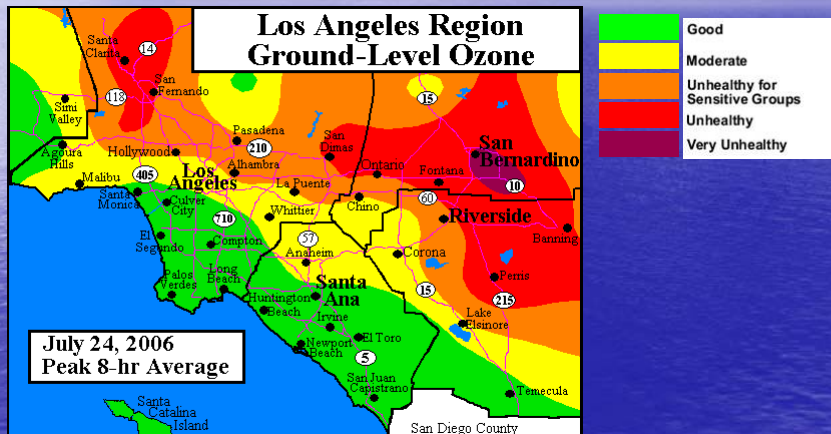 Los Angeles Region
Ground-Level Ozone
Good
Moderate
Unhealthy for
Sensitive Groups
Unhealthy
Very Unhealthy
Santa
Clarita
14
San
Fernando
118
Simi
Valley
15
Pasadena
210
San
Dimas
San
Bernardino
Agoura
Hills
Hollywood
Alhambra
Ontario
Fontana
10
Malibu
405
Los
Angeles
La Puente
Santa
Monica
Culver
City
Whittier
Chino
60
Riverside
710
El
Segundo
Compton
57
Anaheim
Corona
Banning
Palos
Verdes
Long
Beach
Santa
Ana
Perris
15
215
Huntington
Beach
Irvine
Lake
Elsinore
Newport
Beach
El Toro
5
July 24, 2006
Peak 8-hr Average
San Juan
Capistrano
Temecula
Santa
Catalina
Island
San Diego County